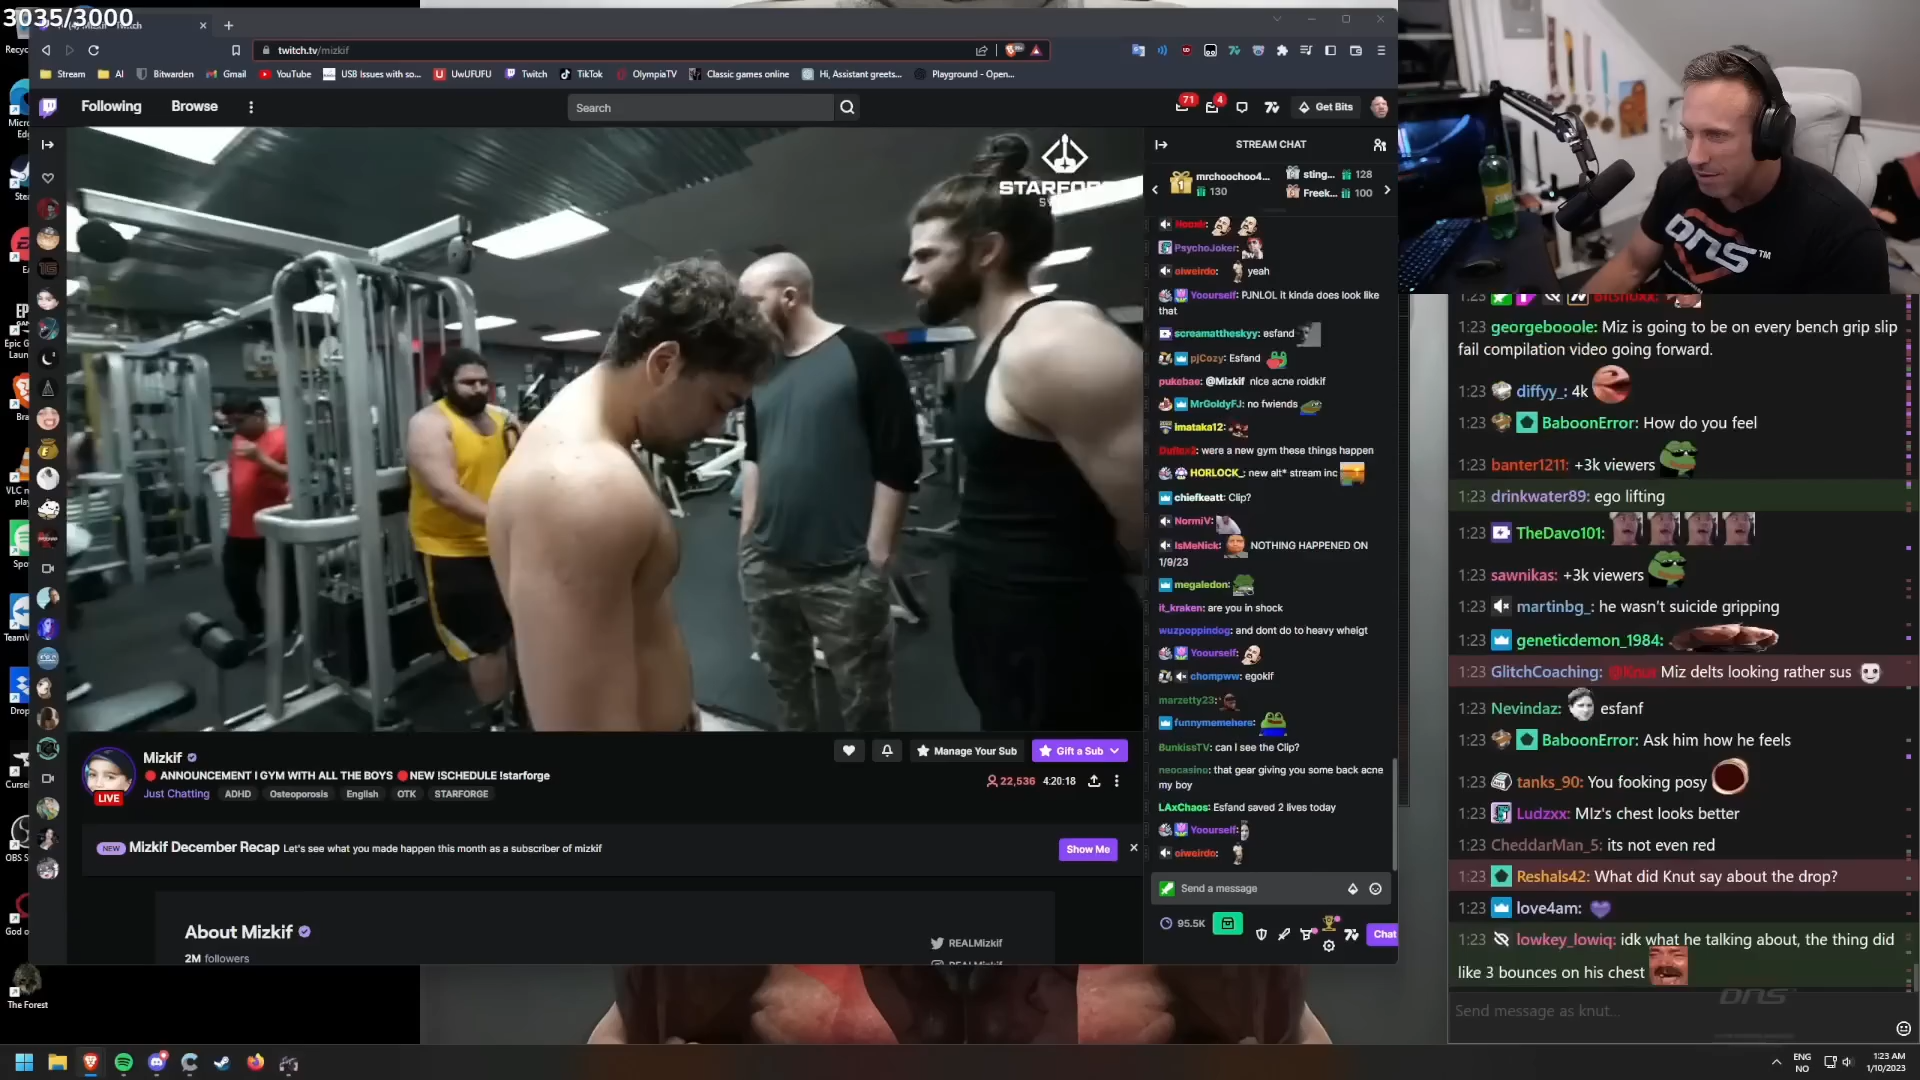 3035/3000
twitch.tv/mizkif
Stream
AI
Bitwarden
Gmail
YouTube
USB Issues with so...
UwUFUFU
Twitch
TikTok
OlympiaTV
Classic games online
Hi, Assistant greets...
Playground - Open...
Following
Browse
Search
71
4
Get Bits
STREAM CHAT
mrchoochoo4...
130
sting... 128
Freek... 100
PsychoJoker:
olweirdo: yeah
Yoourself: PJNLOL it kinda does look like
that
screamattheskyy: esfand
pjCozy: Esfand
pukebae: @Mizkif nice acne roidkif
MrGoldyFJ: no fwiends
imataka12:
were a new gym these things happen
HORLOCK_: new alt* stream inc
chiefkeatt: Clip?
NormiV:
IsMeNick: NOTHING HAPPENED ON
1/9/23
megaledon:
it_kraken: are you in shock
wuzpoppindog: and dont do to heavy wheigt
Yoourself:
chompww: egokif
marzetty23:
funnymemehere:
BunkissTV: can I see the Clip?
neocasino: that gear giving you some back acne
my boy
LAxChaos: Esfand saved 2 lives today
Yoourself:
olweirdo:
Send a message
95.5K
Chat
STARFOR
Mizkif
ANNOUNCEMENT I GYM WITH ALL THE BOYS NEW !SCHEDULE !starforge
Just Chatting
ADHD
Osteoporosis
English
OTK
STARFORGE
LIVE
Manage Your Sub
Gift a Sub
22,536
4:20:18
NEW Mizkif December Recap Let's see what you made happen this month as a subscriber of mizkif
Show Me
About Mizkif
2M followers
REALMizkif
REALMizkif
DNS™
1:23 georgebooole: Miz is going to be on every bench grip slip
fail compilation video going forward.
1:23 diffyy_: 4k
1:23 BaboonError: How do you feel
1:23 banter1211: +3k viewers
1:23 drinkwater89: ego lifting
1:23 TheDavo101:
1:23 sawnikas: +3k viewers
1:23 martinbg_: he wasn't suicide gripping
1:23 geneticdemon_1984:
1:23 GlitchCoaching: @Knut Miz delts looking rather sus
1:23 Nevindaz: esfanf
1:23 BaboonError: Ask him how he feels
1:23 tanks_90: You fooking posy
1:23 Ludzxx: MIz's chest looks better
1:23 CheddarMan_5: its not even red
1:23 Reshals42: What did Knut say about the drop?
1:23 love4am:
1:23 lowkey_lowiq: idk what he talking about, the thing did
like 3 bounces on his chest
DNS
Send message as knut...
The Forest
ENG
NO
1:23 AM
1/10/2023